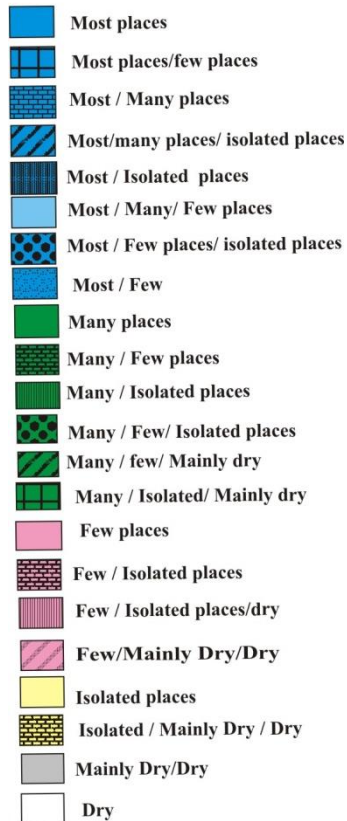 Most places
Most places/few places
Most / Many places
Most/many places/ isolated places
Most / Isolated  places
Most / Many/ Few places
Most / Few places/ isolated places
Most / Few
Many places
Many / Few places
Many / Isolated places
Many / Few/ Isolated places
Many / few/ Mainly dry
Many / Isolated/ Mainly dry
Few places
Few / Isolated places
Few / Isolated places/dry
Few/Mainly Dry/Dry
Isolated places
Isolated / Mainly Dry / Dry
Mainly Dry/Dry
Dry